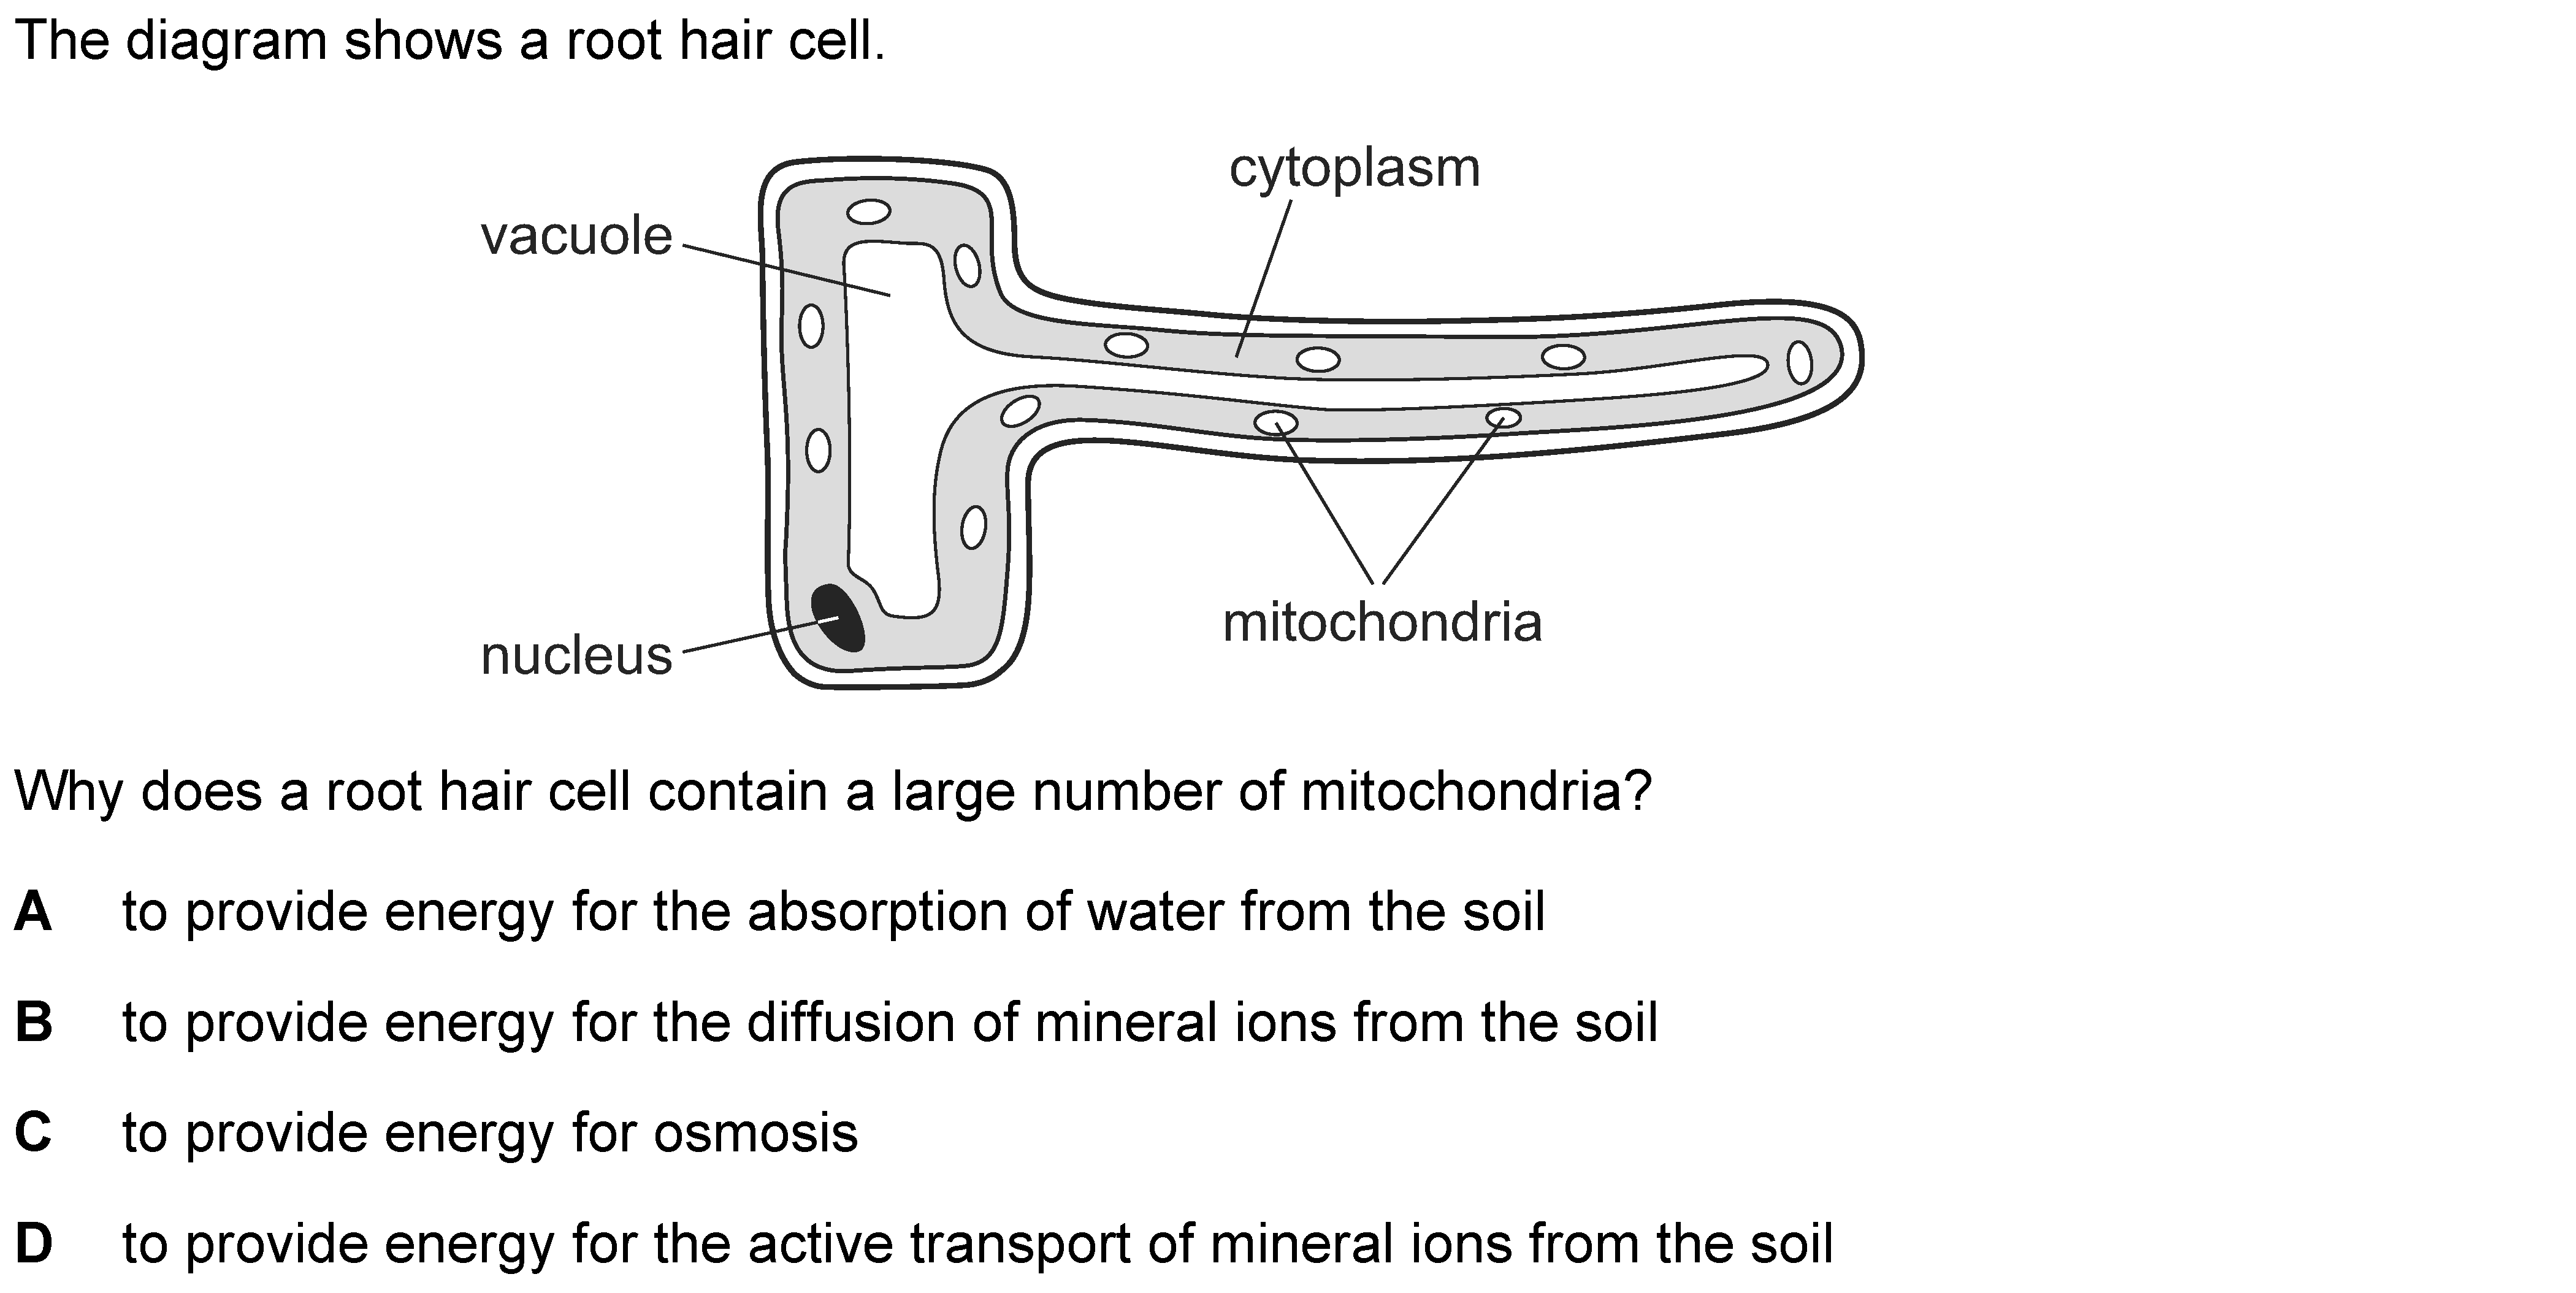 The diagram shows a root hair cell.
cytoplasm
vacuole
mitochondria
nucleus
Why does a root hair cell contain a large number of mitochondria?
A to provide energy for the absorption of water from the soil
B to provide energy for the diffusion of mineral ions from the soil
C to provide energy for osmosis
D to provide energy for the active transport of mineral ions from the soil